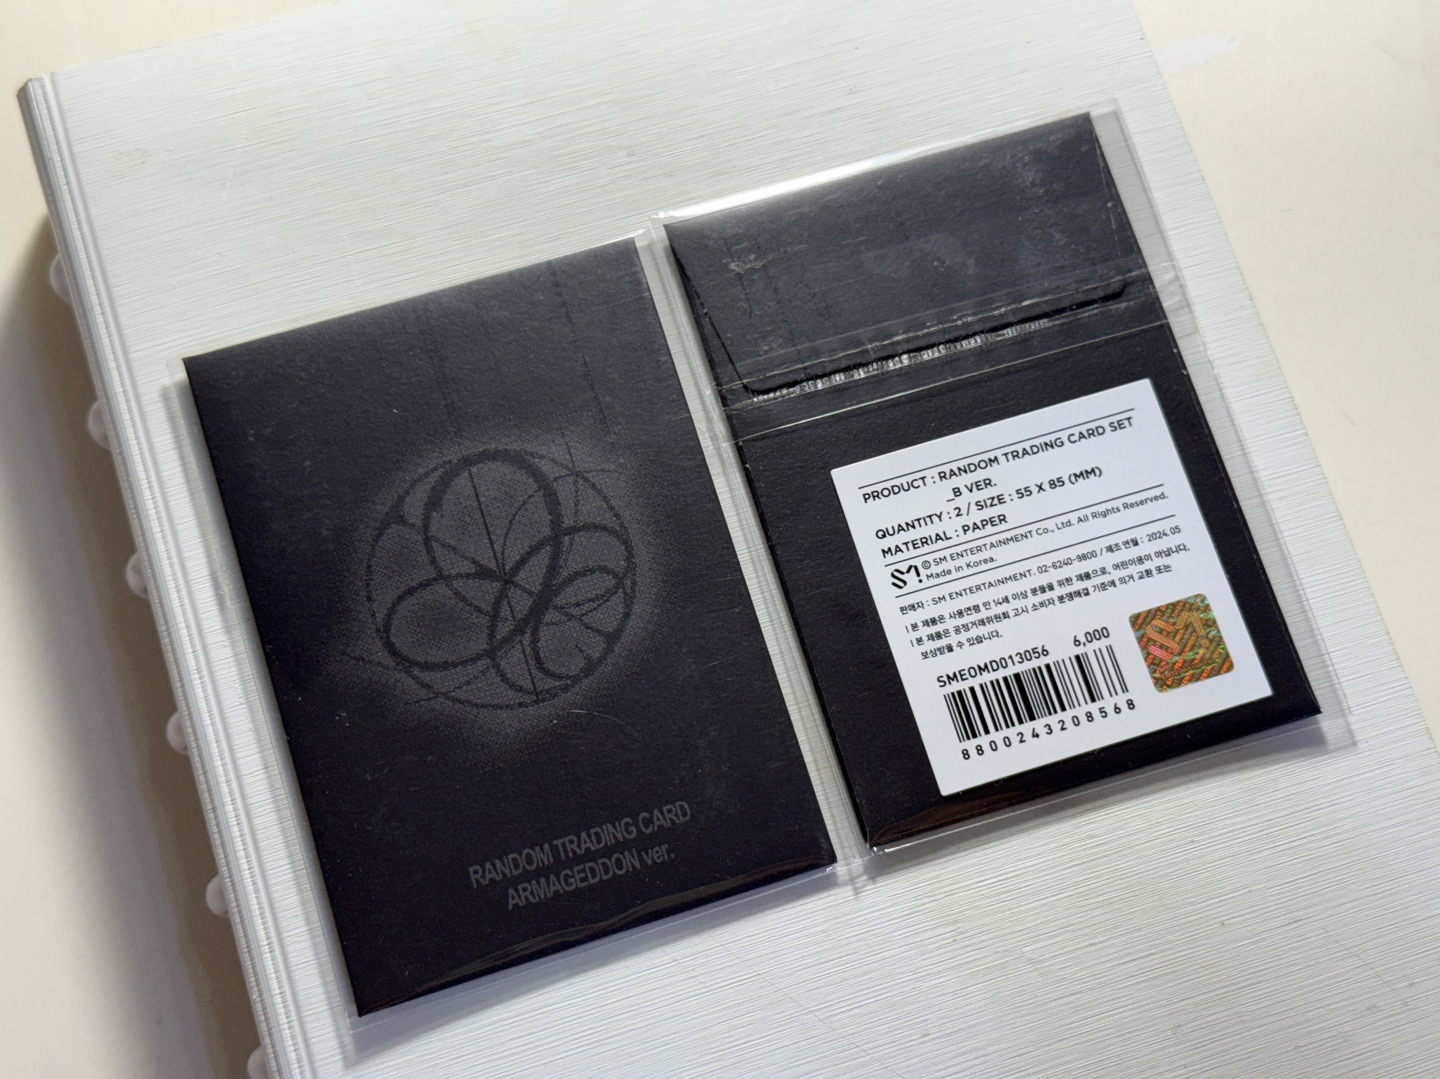 RANDOM TRADING CARD
ARMAGEDDON ver.
PRODUCT : RANDOM TRADING CARD SET
_B VER.
QUANTITY : 2 / SIZE : 55 X 85 (MM)
MATERIAL : PAPER
SM! © SM ENTERTAINMENT Co., Ltd. All Rights Reserved.
Made in Korea.
판매자 : SM ENTERTAINMENT. 02-6240-9800 / 제조 연월 : 2024.05
I 본 제품은 사용연령 만 14세 이상 분들을 위한 제품으로, 어린이용이 아닙니다.
I 본 제품은 공정거래위원회 고시 소비자 분쟁해결 기준에 의거 교환 또는
보상받을 수 있습니다.
SMEOMD013056 6,000
8800243208568